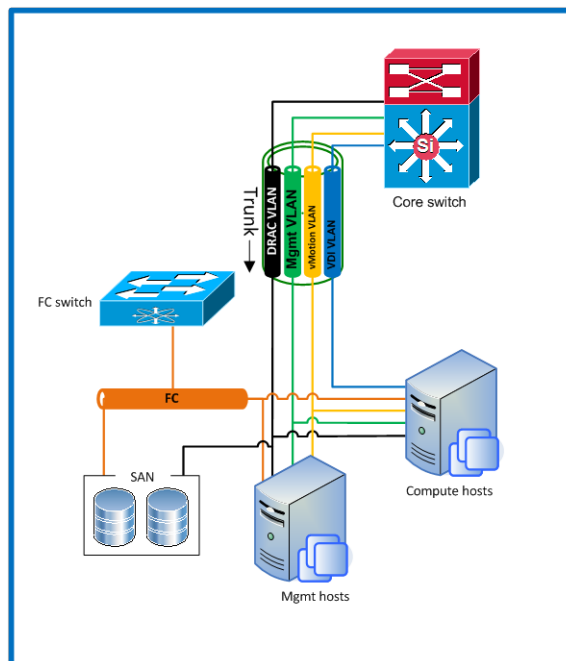 Si
Core switch
Trunk
DRAC VLAN
Mgmt VLAN
vMotion VLAN
VDI VLAN
FC switch
FC
SAN
Compute hosts
Mgmt hosts